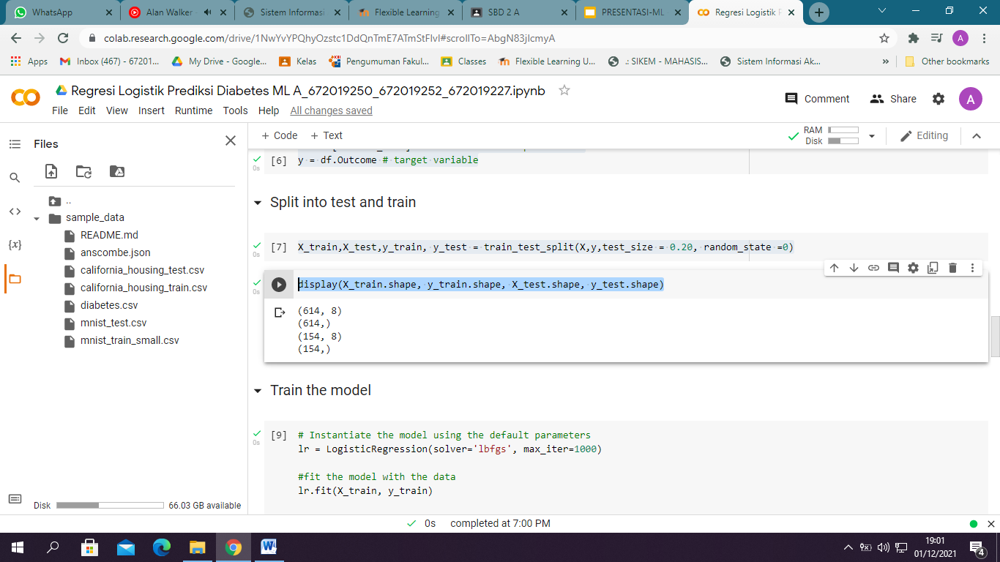 WhatsApp
Alan Walker
Sistem Informasi
Flexible Learning
SBD 2 A
PRESENTASI-ML
Regresi Logistik P
colab.research.google.com/drive/1NwYvYPQhyOzstc1DdQnTmE7ATmStFlvI#scrollTo=AbgN83jlcmyA
A
Apps
Inbox (467) - 67201...
My Drive - Google...
Kelas
Pengumuman Fakul...
Classes
Flexible Learning U...
.: SIKEM - MAHASIS...
Sistem Informasi Ak...
»
Other bookmarks
Regresi Logistik Prediksi Diabetes ML A_672019250_672019252_672019227.ipynb
File Edit View Insert Runtime Tools Help All changes saved
Comment
Share
A
Files
+ Code + Text
RAM
Disk
Editing
..
sample_data
README.md
anscombe.json
california_housing_test.csv
california_housing_train.csv
diabetes.csv
mnist_test.csv
mnist_train_small.csv
{x}
Disk
66.03 GB available
0s
[6] y = df.Outcome # target variable
Split into test and train
0s
[7] X_train,X_test,y_train, y_test = train_test_split(X,y,test_size = 0.20, random_state =0)
0s
display(X_train.shape, y_train.shape, X_test.shape, y_test.shape)
(614, 8)
(614,)
(154, 8)
(154,)
Train the model
0s
[9] # Instantiate the model using the default parameters
lr = LogisticRegression(solver='lbfgs', max_iter=1000)
#fit the model with the data
lr.fit(X_train, y_train)
0s completed at 7:00 PM
19:01
01/12/2021
4